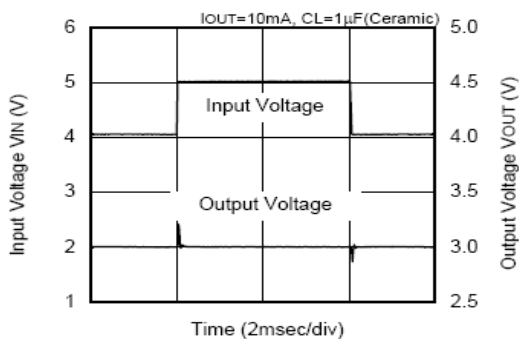 IOUT=10mA, CL=1μF(Ceramic)
6
5
4
3
2
1
Input Voltage VIN (V)
Input Voltage
Output Voltage
5.0
4.5
4.0
3.5
3.0
2.5
Output Voltage VOUT (V)
Time (2msec/div)